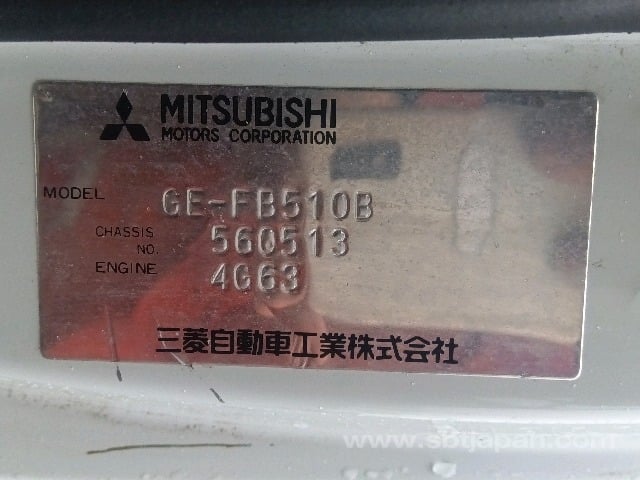 MITSUBISHI
MOTORS CORPORATION
MODEL GE-FB510B
CHASSIS NO. 560513
ENGINE 4G63
三菱自動車工業株式会社
www.sbtjapan.com